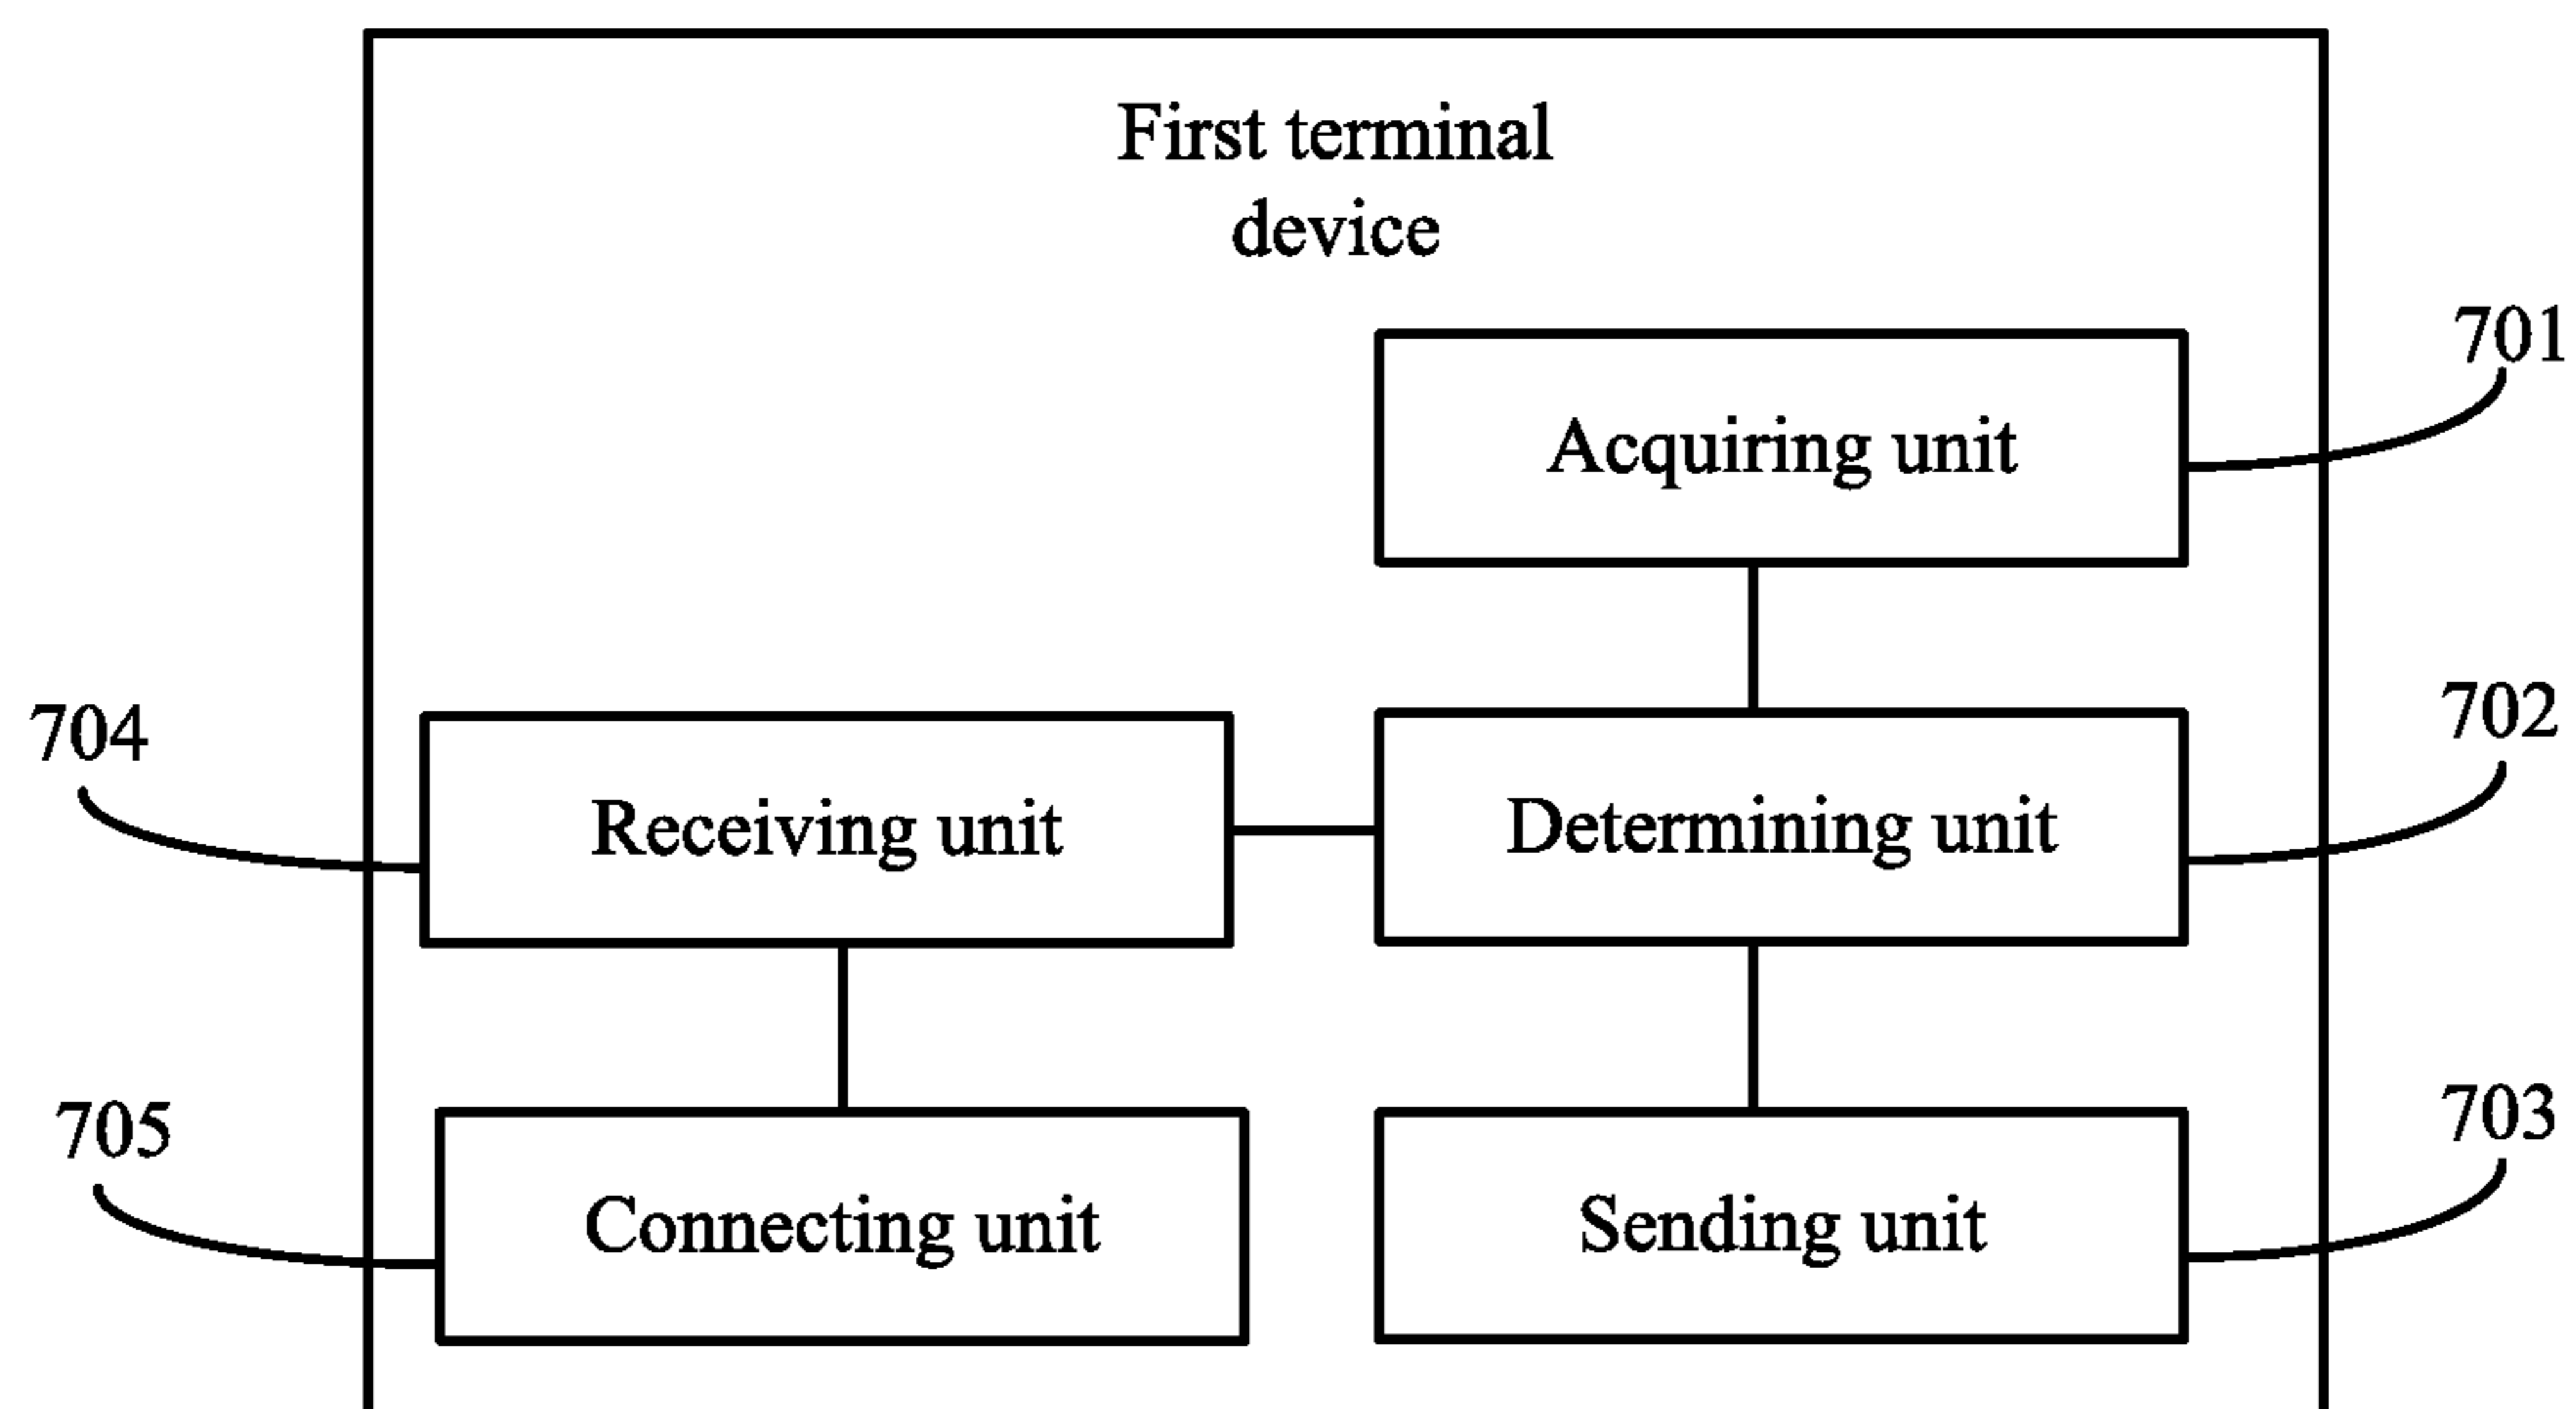 First terminal
device
701
Acquiring unit
704
702
Receiving unit
Determining unit
705
703
Connecting unit
Sending unit